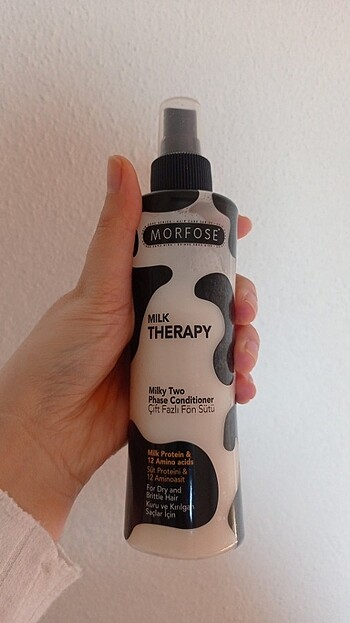 MORFOSE
MILK
THERAPY
Milky Two
Phase Conditioner
Çift Fazlı Fön Sütü
Milk Protein &
12 Amino acids
Süt Proteini &
12 Aminoasit
For Dry and
Brittle Hair
Kuru ve Kırılgan
Saçlar İçin